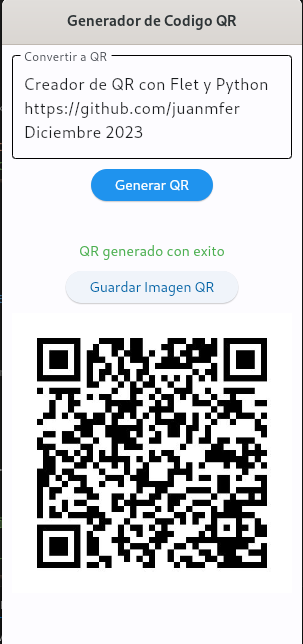 Generador de Codigo QR
Convertir a QR
Creador de QR con Flet y Python
https://github.com/juanmfer
Diciembre 2023
Generar QR
QR generado con exito
Guardar Imagen QR